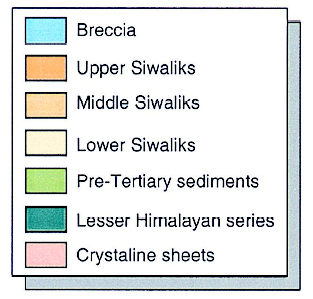 Breccia
Upper Siwaliks
Middle Siwaliks
Lower Siwaliks
Pre-Tertiary sediments
Lesser Himalayan series
Crystaline sheets